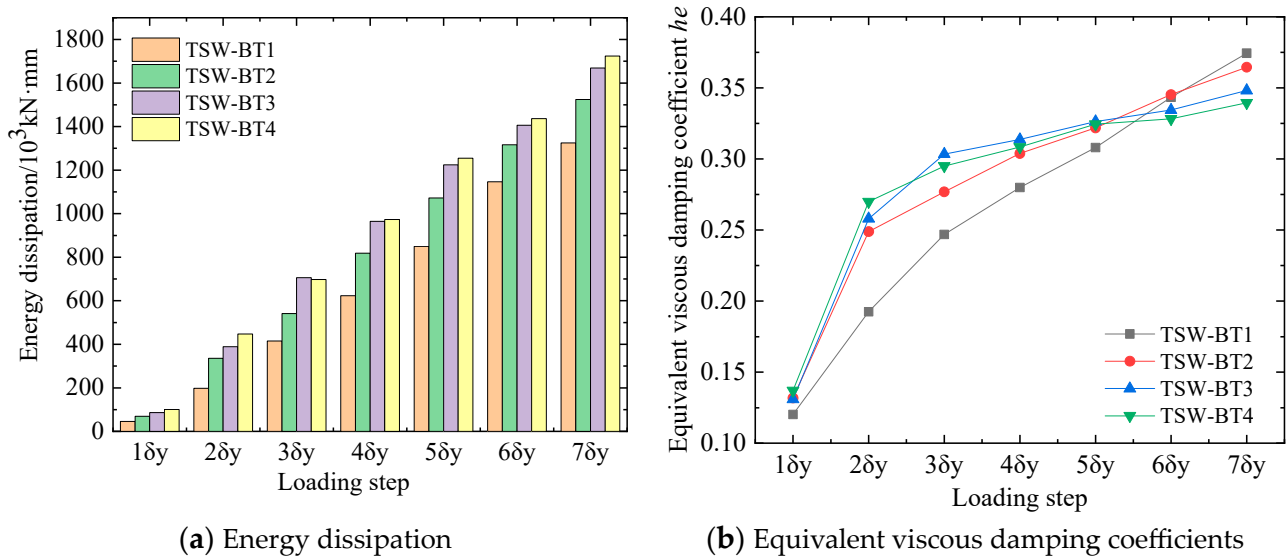 Energy dissipation/10³kN·mm
1800
1600
1400
1200
1000
800
600
400
200
0
TSW-BT1
TSW-BT2
TSW-BT3
TSW-BT4
1δy 2δy 3δy 4δy 5δy 6δy 7δy
Loading step
(a) Energy dissipation
Equivalent viscous damping coefficient he
0.40
0.35
0.30
0.25
0.20
0.15
0.10
TSW-BT1
TSW-BT2
TSW-BT3
TSW-BT4
1δy 2δy 3δy 4δy 5δy 6δy 7δy
Loading step
(b) Equivalent viscous damping coefficients